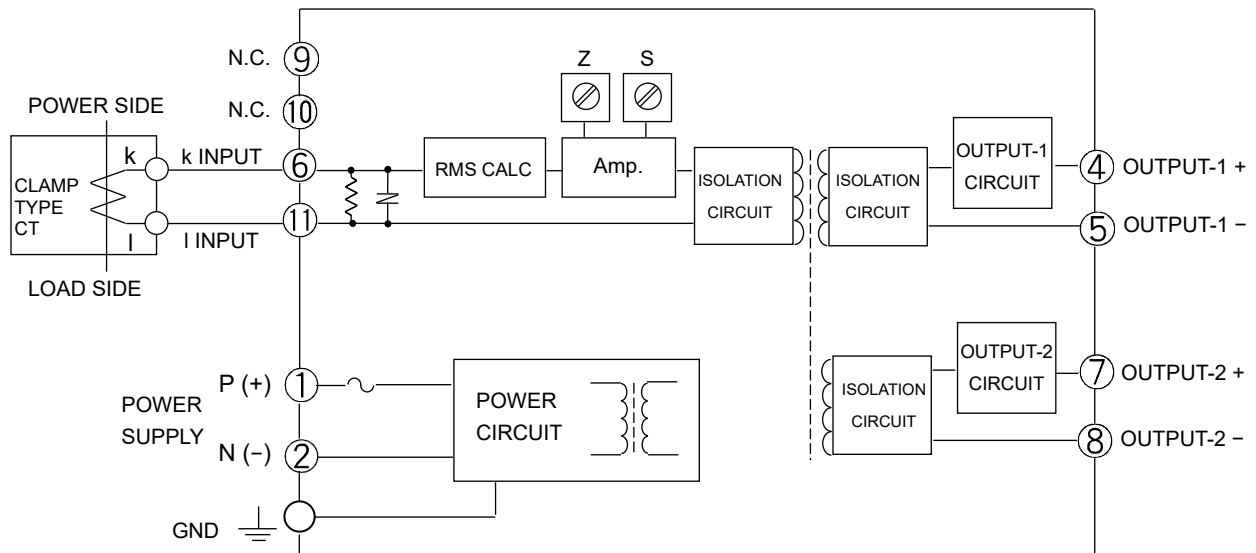 N.C.
9
N.C.
10
POWER SIDE
k
k INPUT
6
CLAMP
TYPE
CT
l
l INPUT
11
LOAD SIDE
Z
S
RMS CALC
Amp.
ISOLATION
CIRCUIT
ISOLATION
CIRCUIT
OUTPUT-1
CIRCUIT
4
OUTPUT-1 +
5
OUTPUT-1 −
POWER
SUPPLY
P (+)
1
N (−)
2
GND
POWER
CIRCUIT
ISOLATION
CIRCUIT
OUTPUT-2
CIRCUIT
7
OUTPUT-2 +
8
OUTPUT-2 −